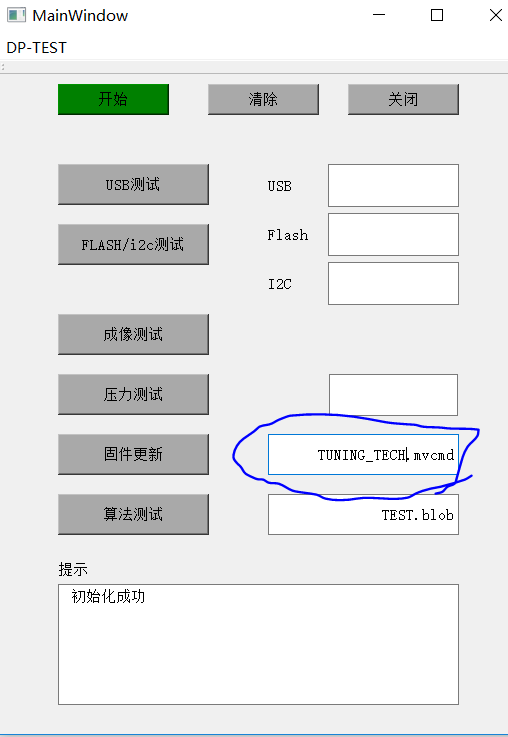 MainWindow
DP-TEST
开始 清除 关闭
USB测试 USB
FLASH/i2c测试 Flash
I2C
成像测试
压力测试
固件更新 TUNING_TECH.mvcmd
算法测试 TEST.blob
提示
初始化成功